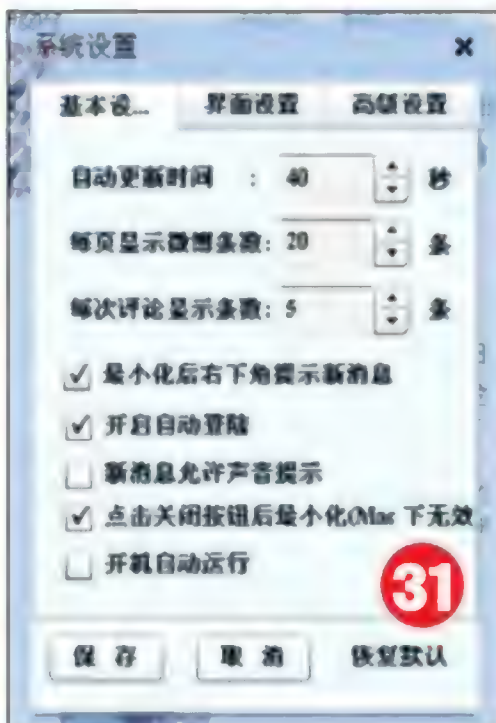 系统设置
基本设...
界面设置
高级设置
自动更新时间 : 40 秒
每页显示微博条数: 20 条
每次评论显示条数: 5 条
最小化后右下角提示新消息
开启自动登陆
新消息允许声音提示
点击关闭按钮后最小化(Mac 下无效
开机自动运行
31
保 存
取 消
恢复默认